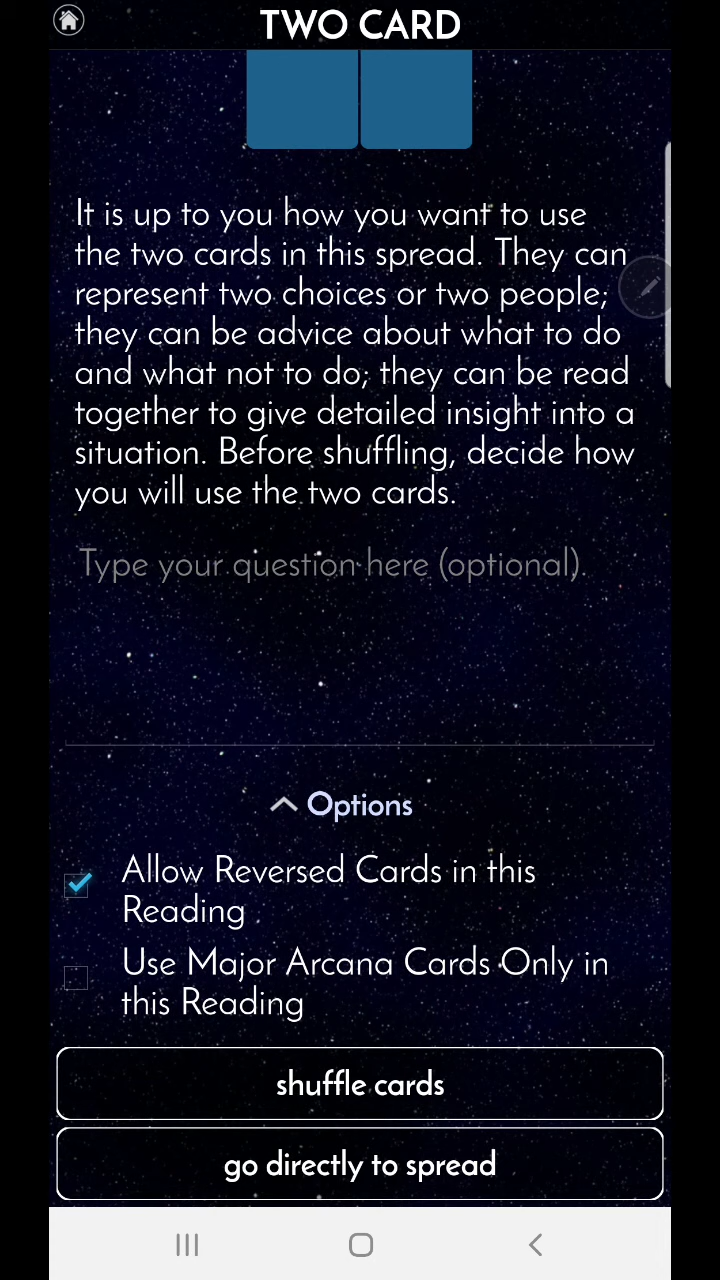 TWO CARD
It is up to you how you want to use
the two cards in this spread. They can
represent two choices or two people;
they can be advice about what to do
and what not to do; they can be read
together to give detailed insight into a
situation. Before shuffling, decide how
you will use the two cards.
Type your question here (optional).
Options
Allow Reversed Cards in this
Reading
Use Major Arcana Cards Only in
this Reading
shuffle cards
go directly to spread